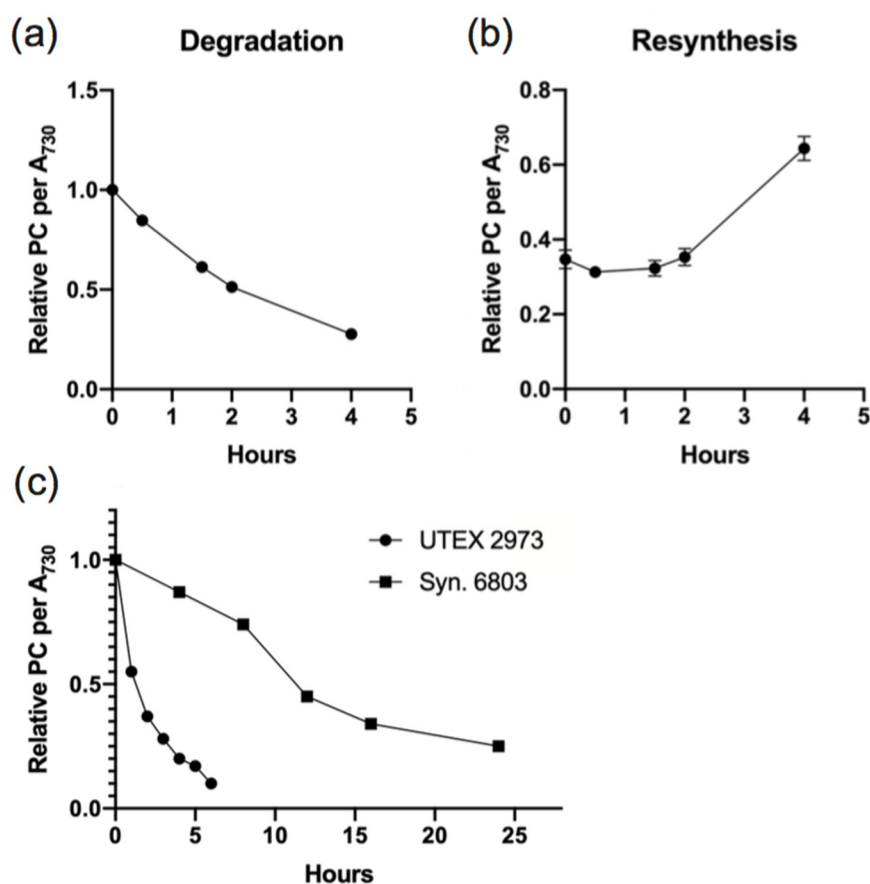 (a)
Degradation
1.5
1.0
0.5
0.0
0 1 2 3 4 5
Relative PC per A730
Hours
(b)
Resynthesis
0.8
0.6
0.4
0.2
0.0
0 1 2 3 4 5
Relative PC per A730
Hours
(c)
UTEX 2973
Syn. 6803
1.0
0.5
0.0
0 5 10 15 20 25
Relative PC per A730
Hours